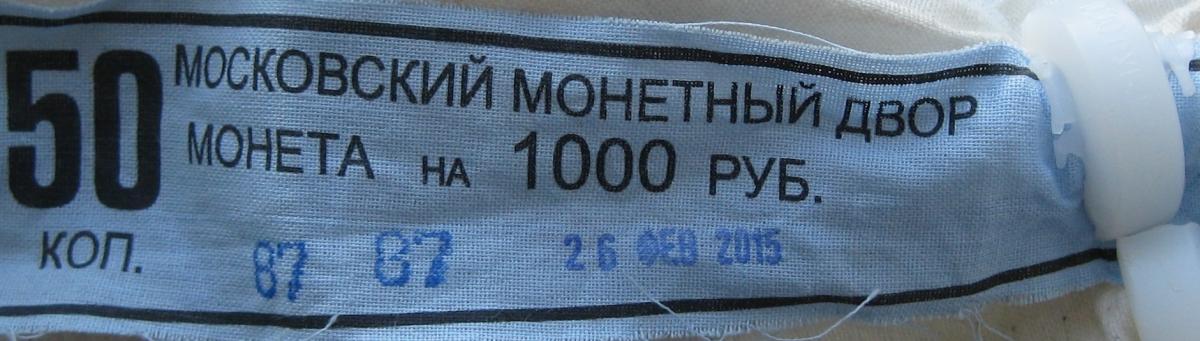 50 МОСКОВСКИЙ МОНЕТНЫЙ ДВОР
МОНЕТА НА 1000 РУБ.
КОП. 87 87 26 ФЕВ 2015